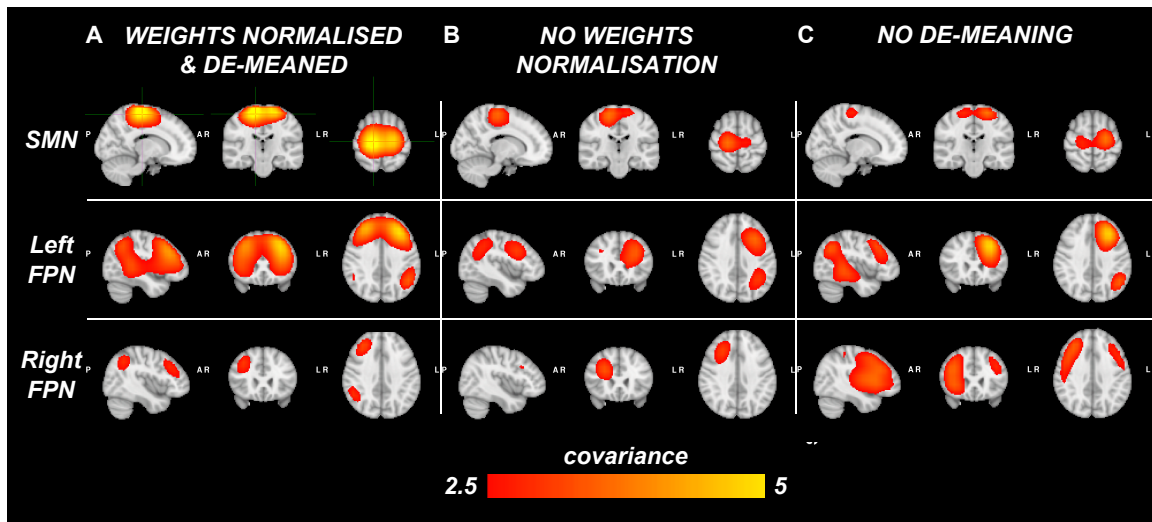 A WEIGHTS NORMALISED & DE-MEANED
B NO WEIGHTS NORMALISATION
C NO DE-MEANING
SMN
P A R L R L P A R L R L P A R L R L
Left FPN
P A R L R L P A R L R L P A R L R L
Right FPN
A R L R L P A R L R L P A R L R L
covariance
2.5 5